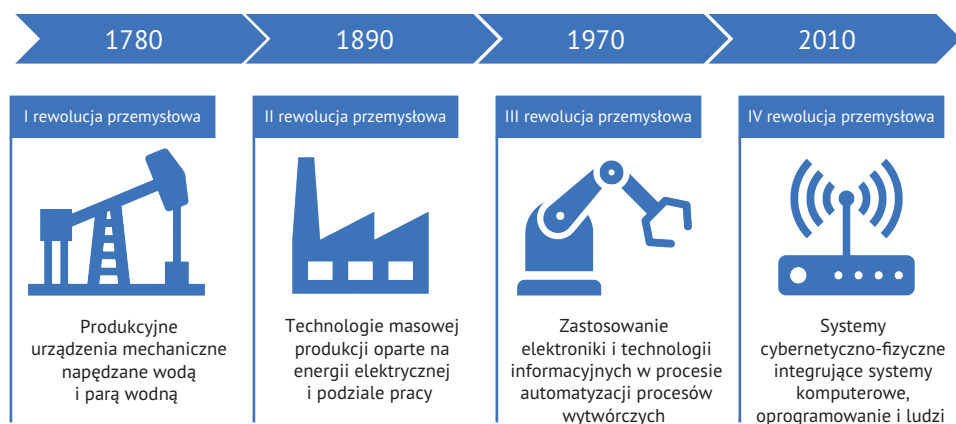 1780
1890
1970
2010
I rewolucja przemysłowa
Produkcyjne
urządzenia mechaniczne
napędzane wodą
i parą wodną
II rewolucja przemysłowa
Technologie masowej
produkcji oparte na
energii elektrycznej
i podziale pracy
III rewolucja przemysłowa
Zastosowanie
elektroniki i technologii
informacyjnych w procesie
automatyzacji procesów
wytwórczych
IV rewolucja przemysłowa
Systemy
cybernetyczno-fizyczne
integrujące systemy
komputerowe,
oprogramowanie i ludzi